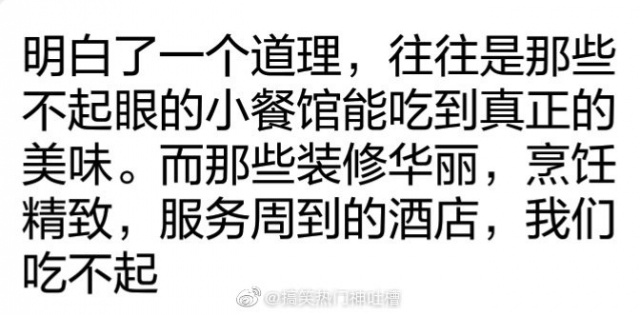 明白了一个道理，往往是那些
不起眼的小餐馆能吃到真正的
美味。而那些装修华丽，烹饪
精致，服务周到的酒店，我们
吃不起
@搞笑热门神吐槽